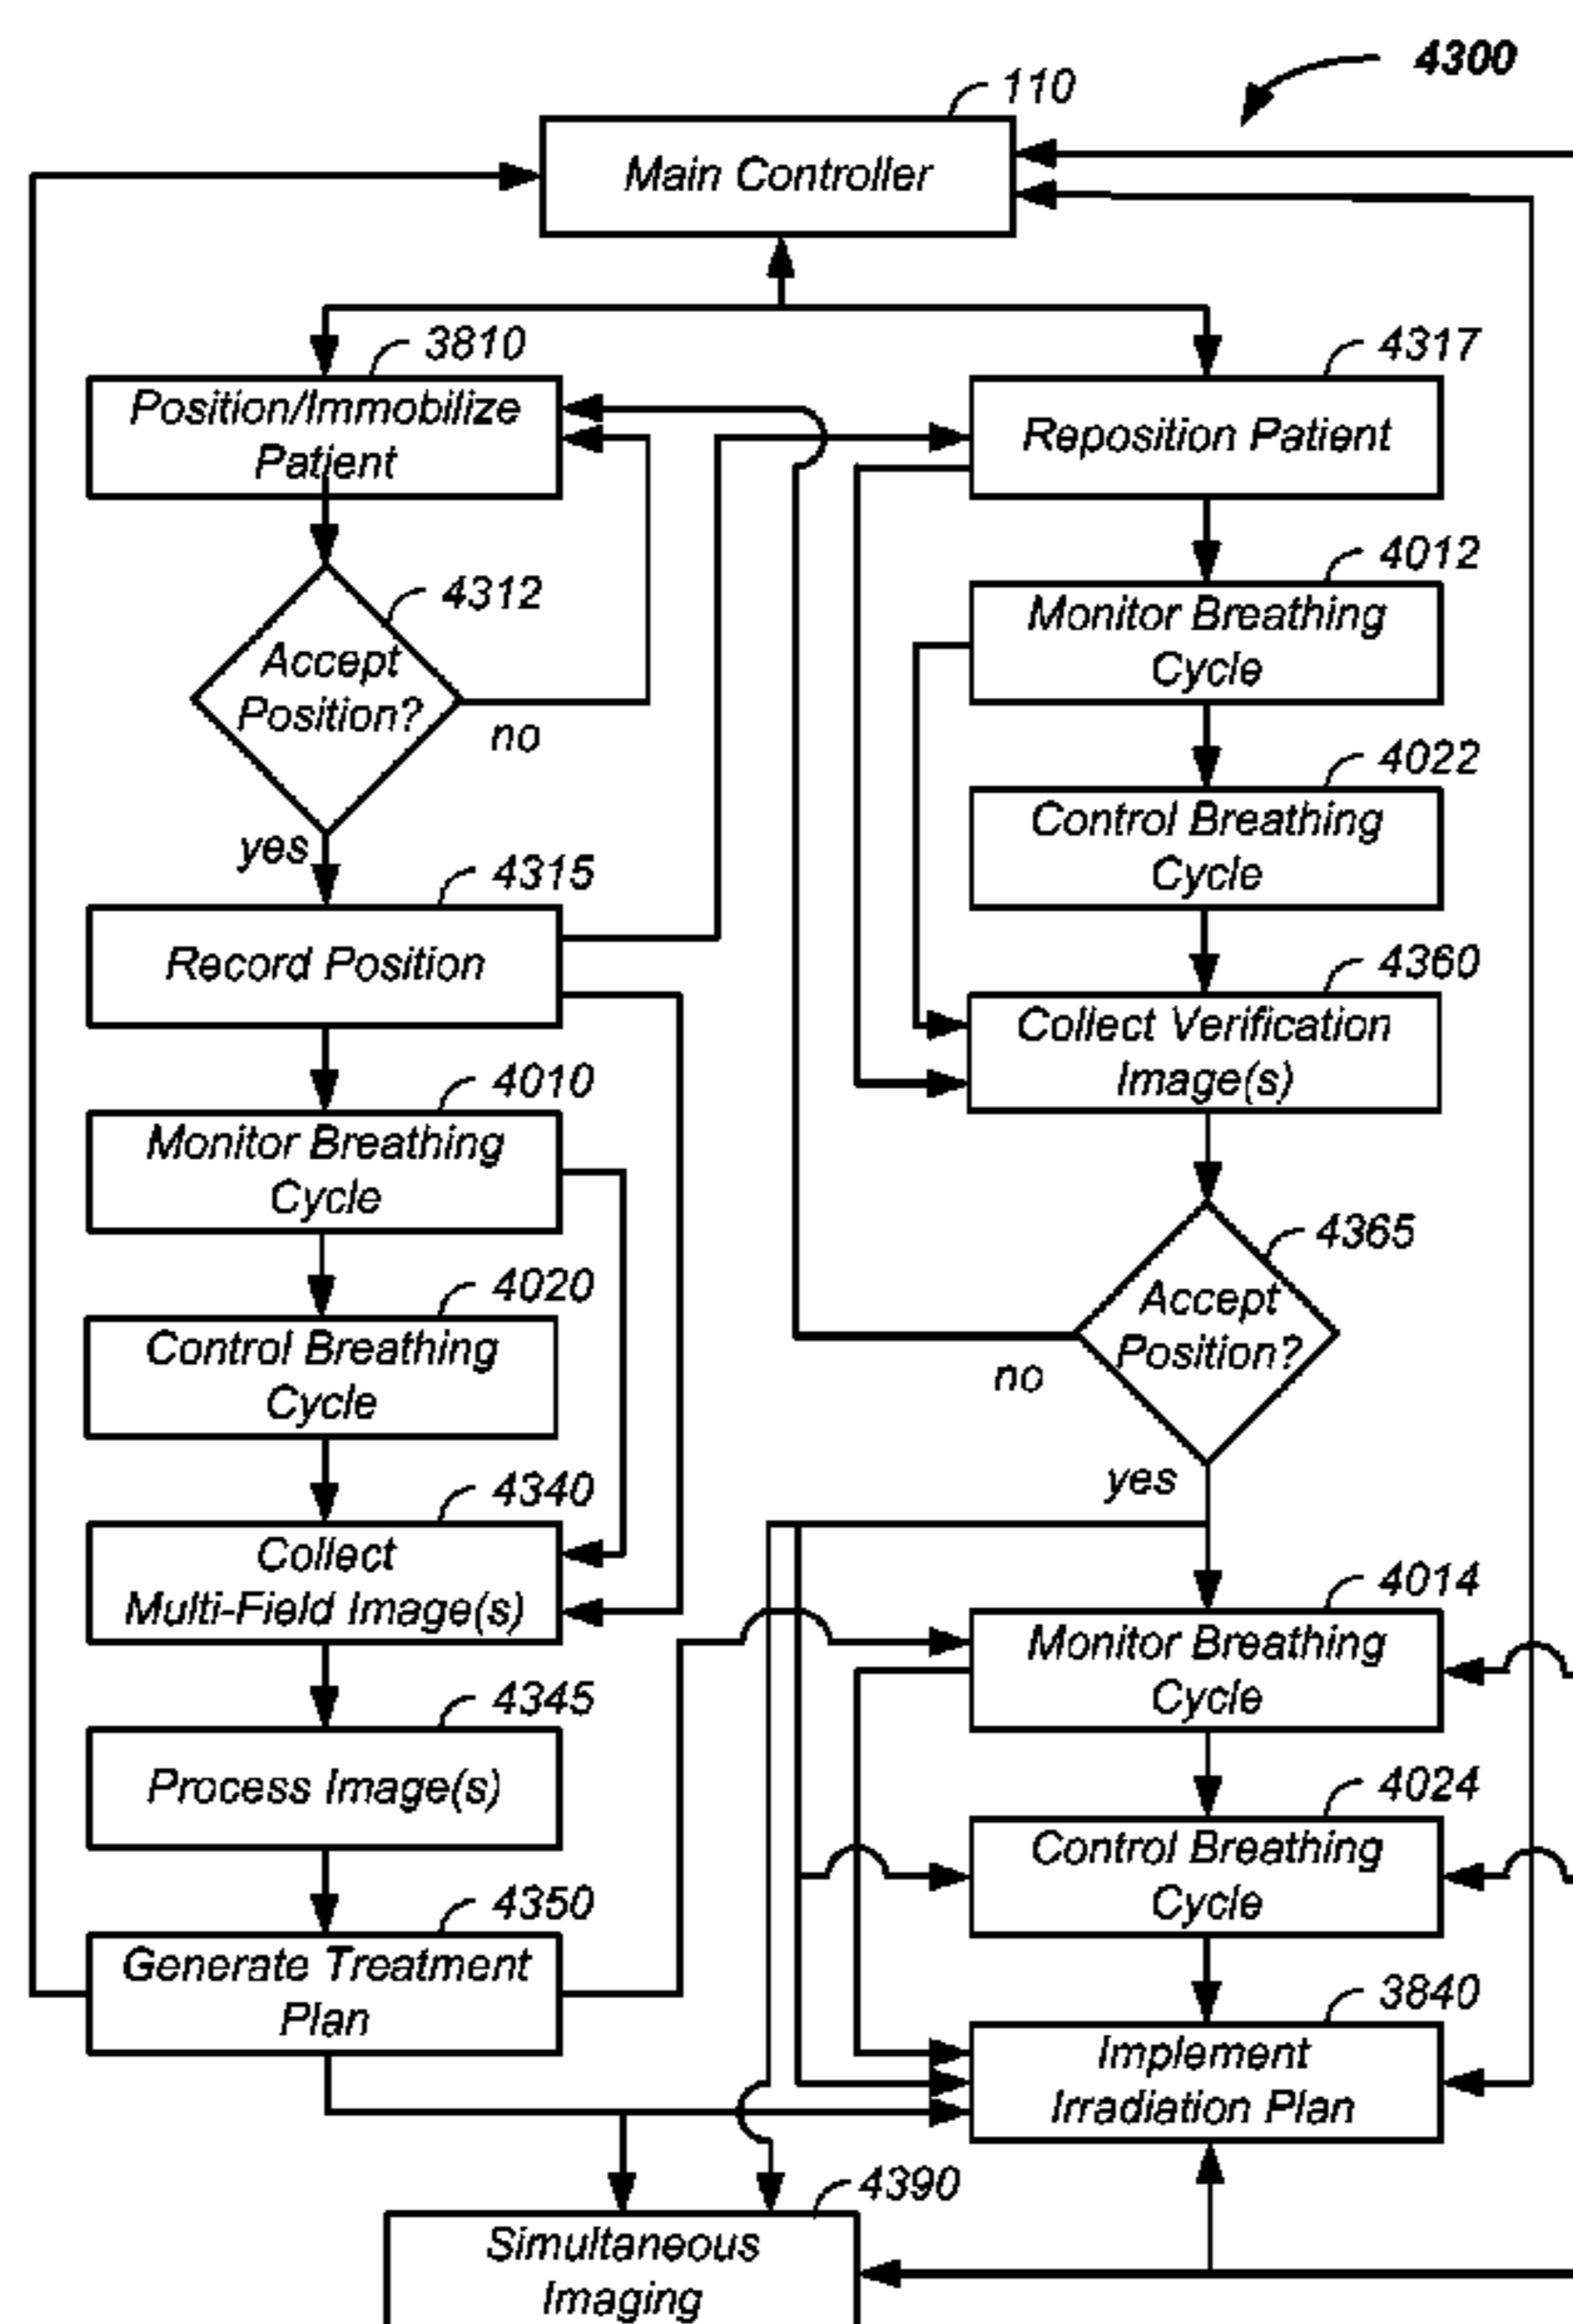 4300
110
Main Controller
3810
Position/Immobilize
Patient
4312
Accept
Position?
no
yes
4315
Record Position
4010
Monitor Breathing
Cycle
4020
Control Breathing
Cycle
4340
Collect
Multi-Field Image(s)
4345
Process Image(s)
4350
Generate Treatment
Plan
4317
Reposition Patient
4012
Monitor Breathing
Cycle
4022
Control Breathing
Cycle
4360
Collect Verification
Image(s)
4365
Accept
Position?
no
yes
4014
Monitor Breathing
Cycle
4024
Control Breathing
Cycle
3840
Implement
Irradiation Plan
4390
Simultaneous
Imaging